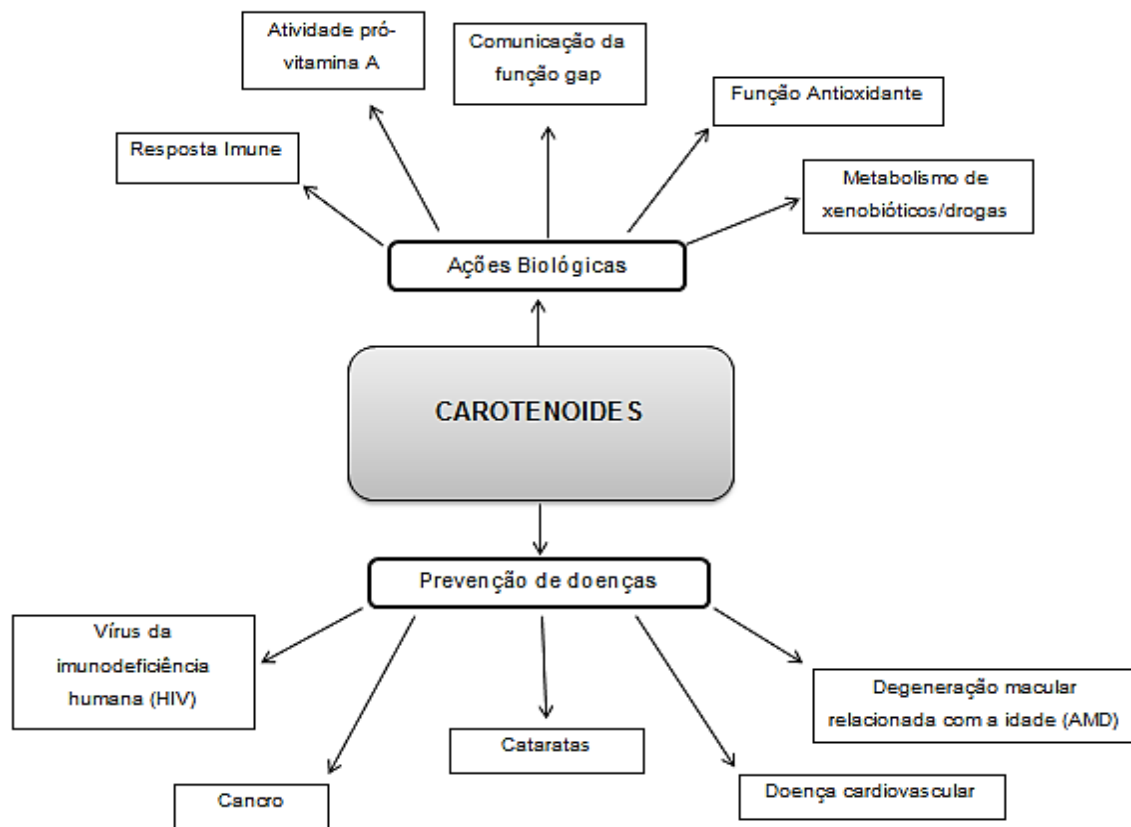 Atividade pró-
vitamina A
Comunicação da
função gap
Função Antioxidante
Resposta Imune
Metabolismo de
xenobióticos/drogas
Ações Biológicas
CAROTENOIDES
Prevenção de doenças
Vírus da
imunodeficiência
humana (HIV)
Degeneração macular
relacionada com a idade (AMD)
Cataratas
Doença cardiovascular
Cancro